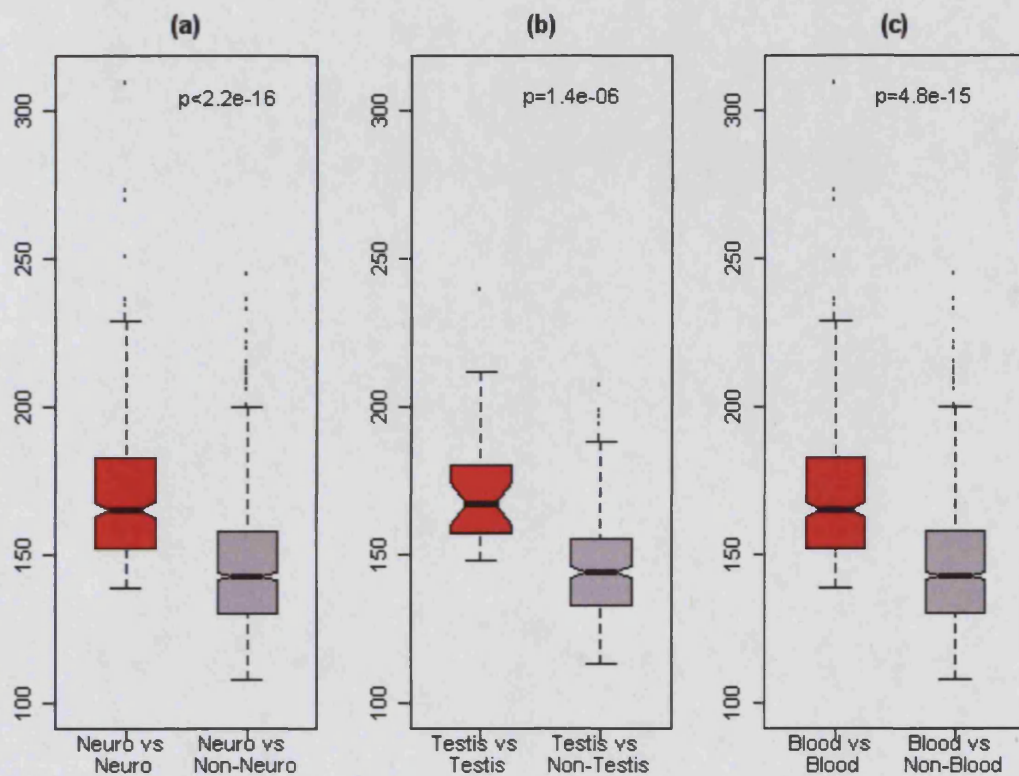 (a)
(b)
(c)
p<2.2e-16
p=1.4e-06
p=4.8e-15
300
250
200
150
100
300
250
200
150
100
300
250
200
150
100
Neuro vs
Neuro
Neuro vs
Non-Neuro
Testis vs
Testis
Testis vs
Non-Testis
Blood vs
Blood
Blood vs
Non-Blood